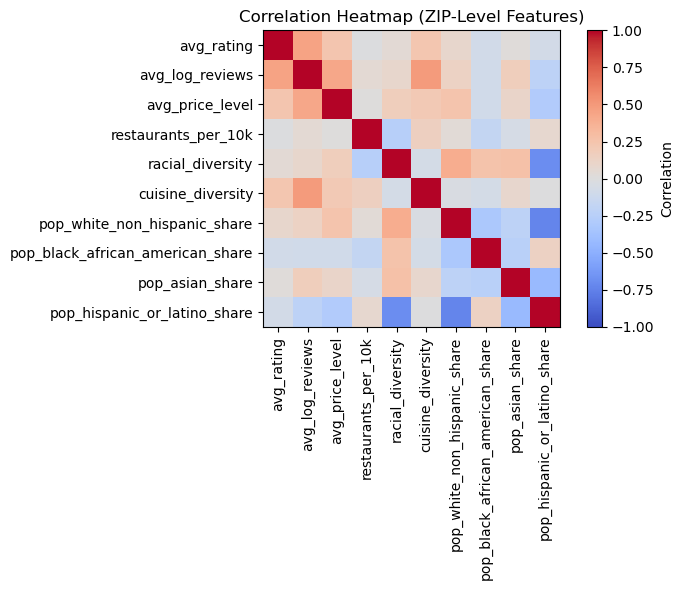 Correlation Heatmap (ZIP-Level Features)
avg_rating
avg_log_reviews
avg_price_level
restaurants_per_10k
racial_diversity
cuisine_diversity
pop_white_non_hispanic_share
pop_black_african_american_share
pop_asian_share
pop_hispanic_or_latino_share
avg_rating
avg_log_reviews
avg_price_level
restaurants_per_10k
racial_diversity
cuisine_diversity
pop_white_non_hispanic_share
pop_black_african_american_share
pop_asian_share
pop_hispanic_or_latino_share
1.00
0.75
0.50
0.25
0.00
−0.25
−0.50
−0.75
−1.00
Correlation